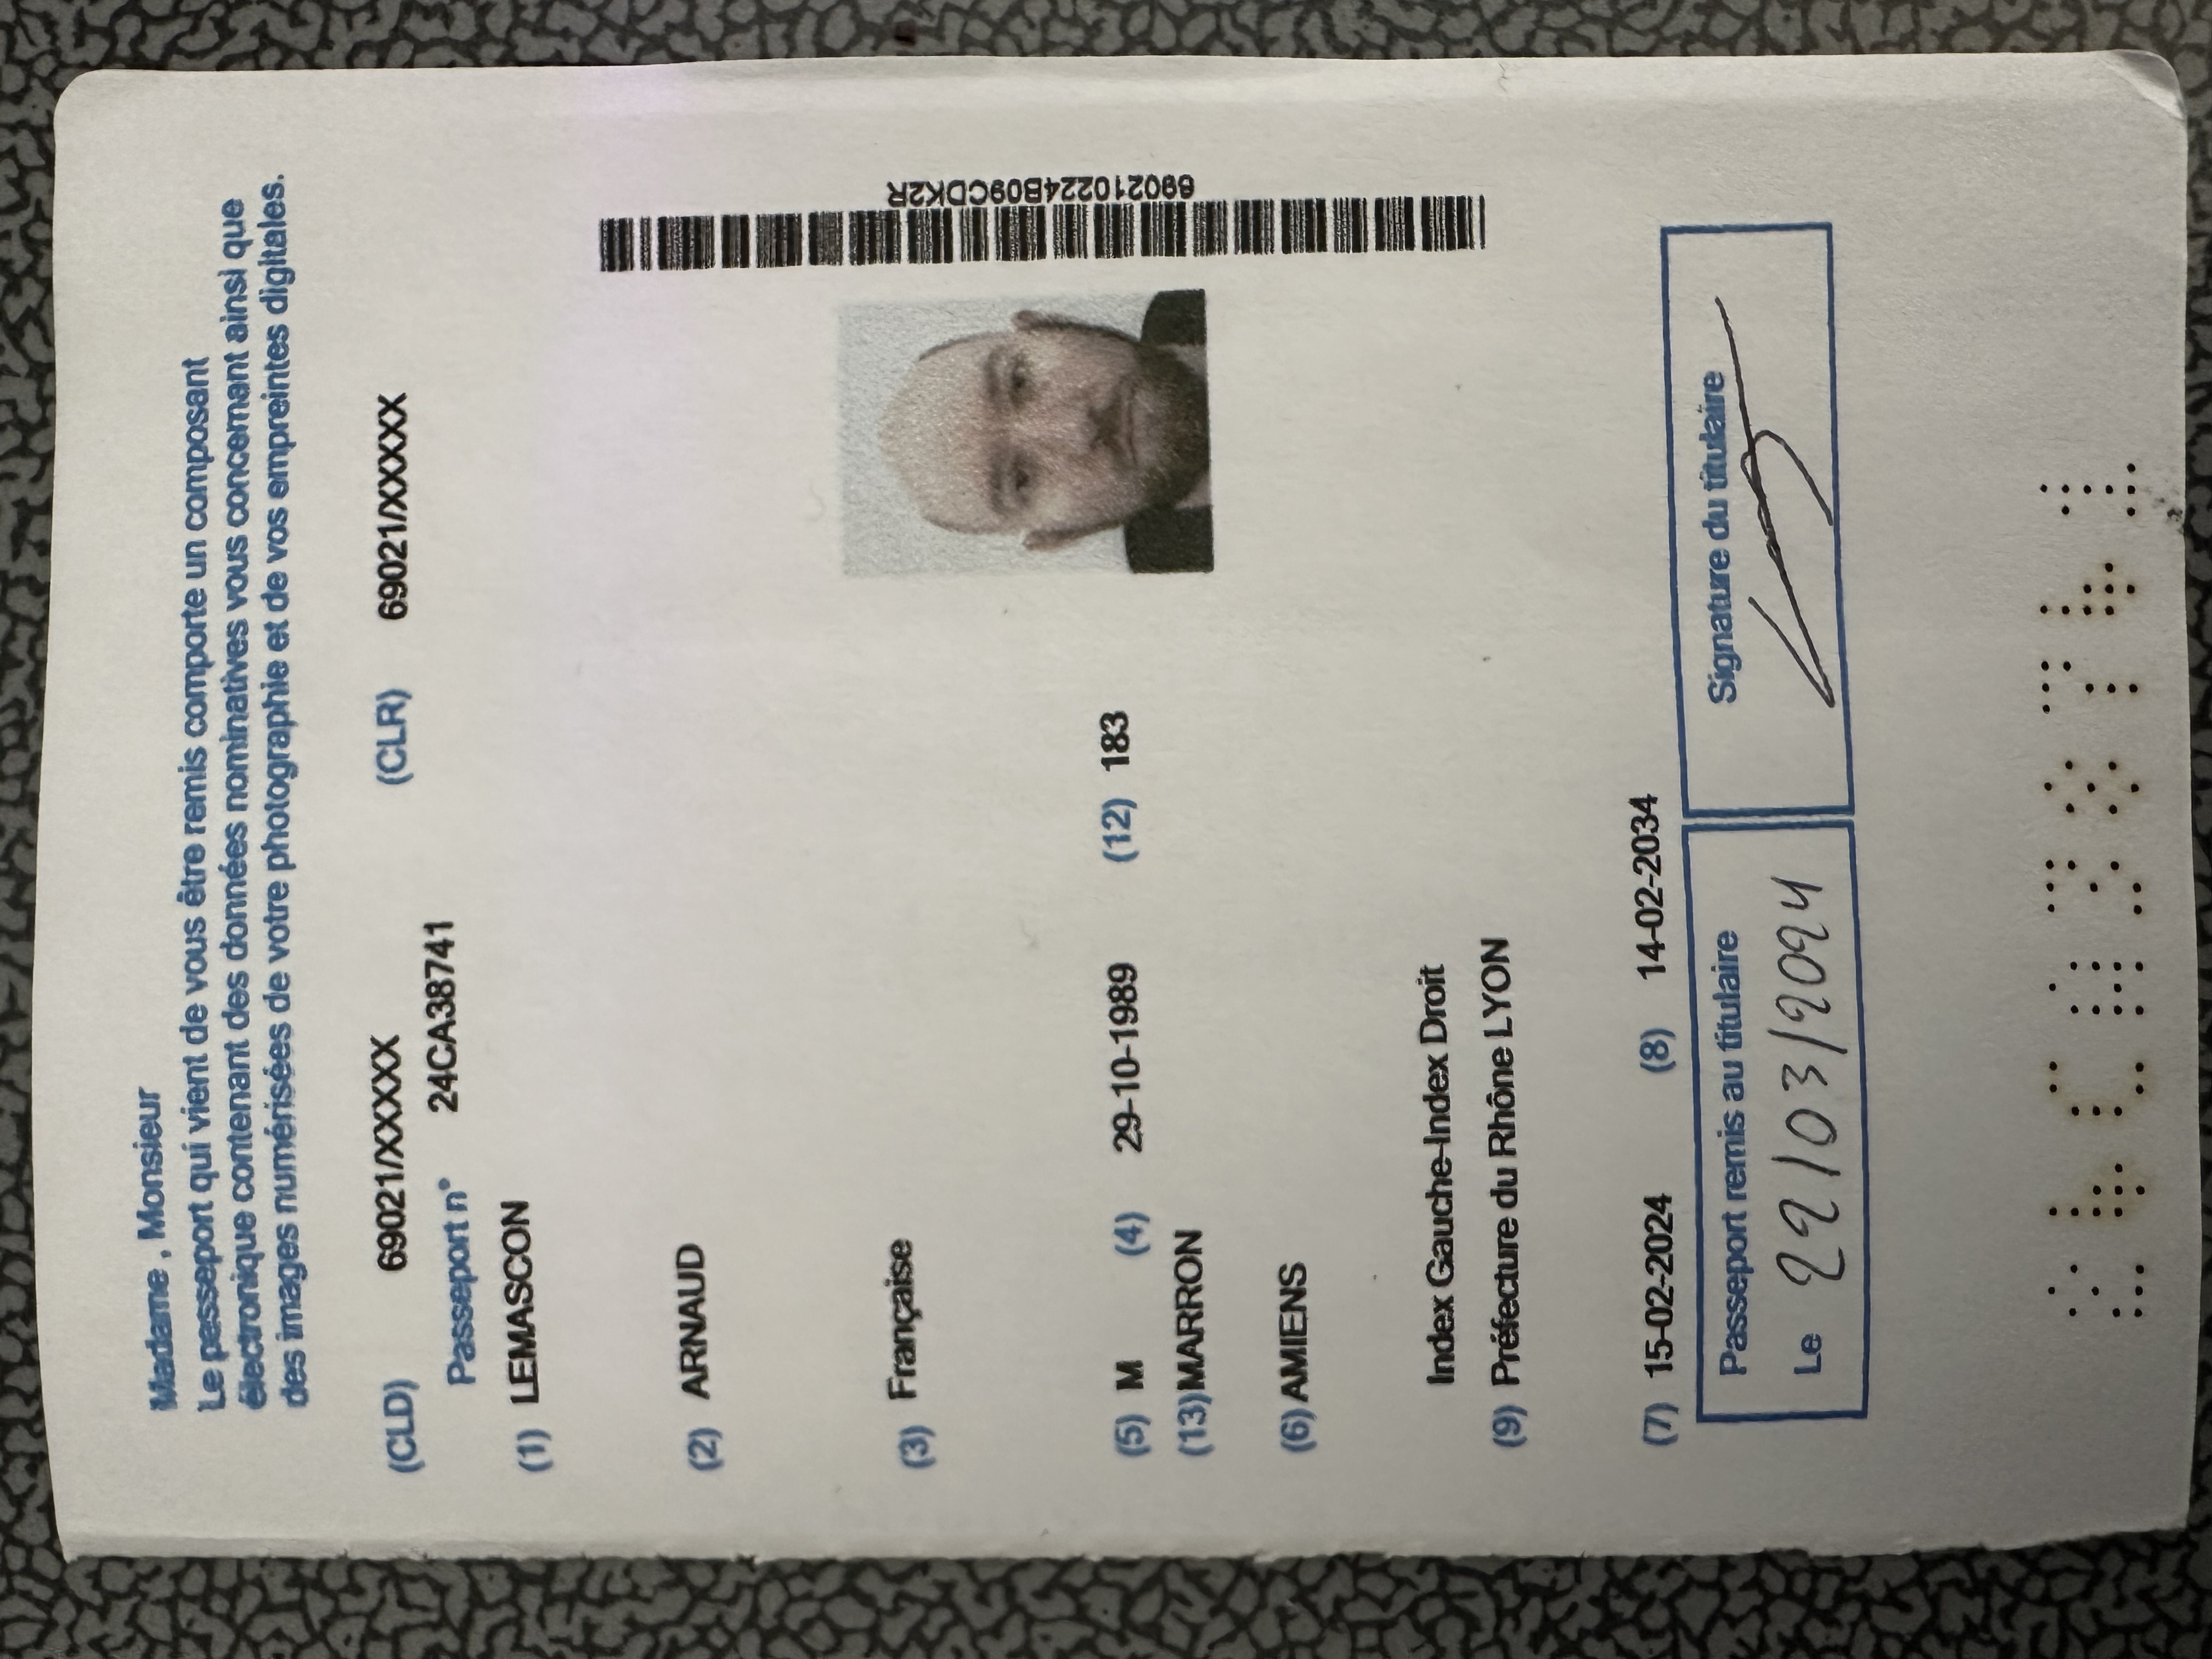 Madame , Monsieur
Le passeport qui vient de vous être remis comporte un composant
électronique contenant des données nominatives vous concernant ainsi que
des images numérisées de votre photographie et de vos empreintes digitales.
(CLD) 69021/XXXXX (CLR) 69021/XXXXX
Passeport n° 24CA38741
(1) LEMASCON
(2) ARNAUD
(3) Française
(5) M (4) 29-10-1989 (12) 183
(13) MARRON
(6) AMIENS
Index Gauche-Index Droit
(9) Préfecture du Rhône LYON
(7) 15-02-2024 (8) 14-02-2034
Passeport remis au titulaire
Le 22/03/2024
Signature du titulaire
690210224B09CDK2R
24CA38741